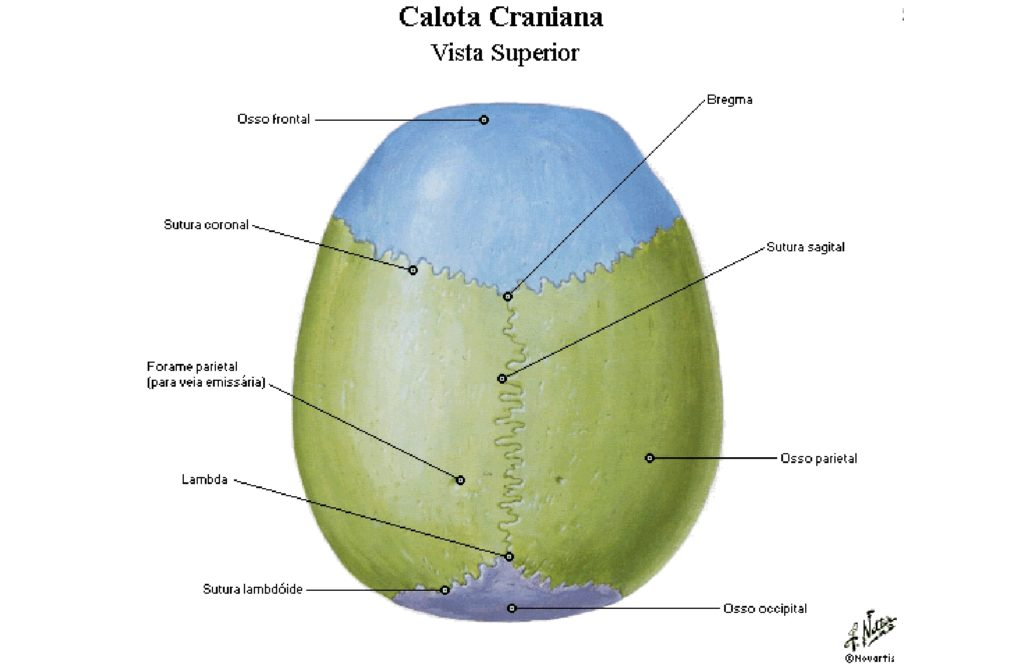 Calota Craniana
Vista Superior
Bregma
Osso frontal
Sutura coronal
Sutura sagital
Forame parietal
(para veia emissária)
Osso parietal
Lambda
Sutura lambdóide
Osso occipital
©Novartis